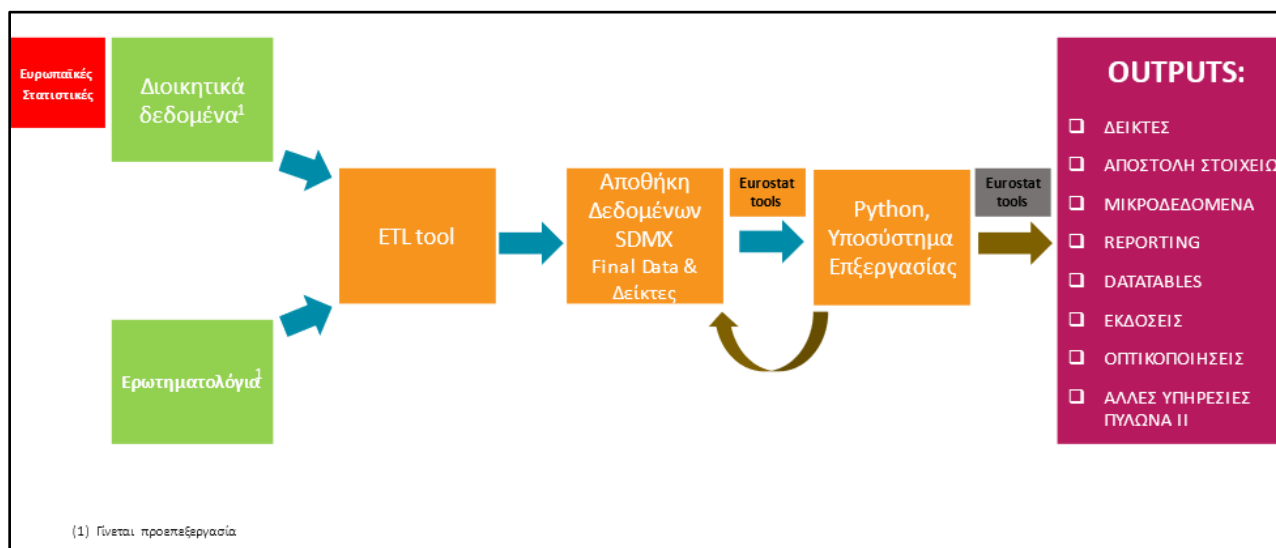 Ευρωπαϊκές
Στατιστικές
Διοικητικά
δεδομένα1
Ερωτηματολόγια1
ETL tool
Αποθήκη
Δεδομένων
SDMX
Final Data &
Δείκτες
Eurostat
tools
Python,
Υποσύστημα
Επξεργασίας
Eurostat
tools
OUTPUTS:
ΔΕΙΚΤΕΣ
ΑΠΟΣΤΟΛΗ ΣΤΟΙΧΕΙΩ
ΜΙΚΡΟΔΕΔΟΜΕΝΑ
REPORTING
DATATABLES
ΕΚΔΟΣΕΙΣ
ΟΠΤΙΚΟΠΟΙΗΣΕΙΣ
ΑΛΛΕΣ ΥΠΗΡΕΣΙΕΣ
ΠΥΛΩΝΑ ΙΙ
(1) Γίνεται προεπεξεργασία